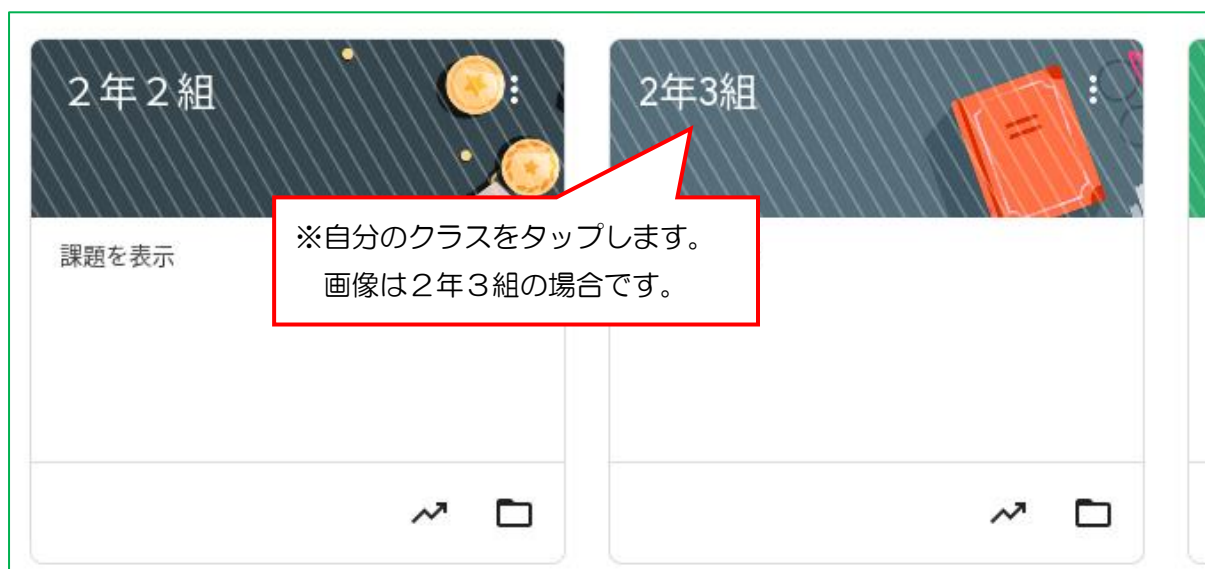 ２年２組
2年3組
※自分のクラスをタップします。
画像は２年３組の場合です。
課題を表示